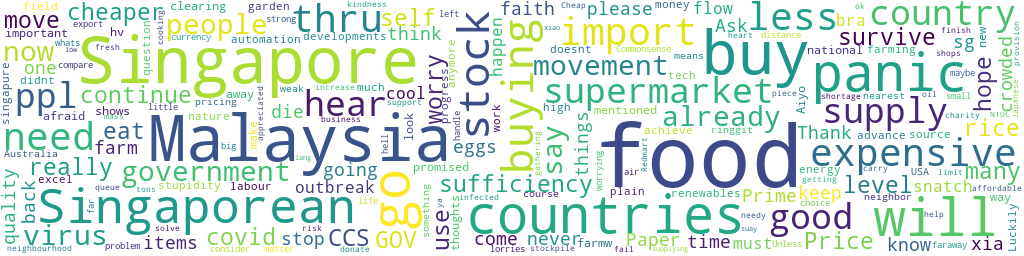 move cheaper clearing garden people thru self faith please flow Ask less country
important export whats automation strong kindness think cooking! currency developments import bra money distance happen doesnt national farming
now fresh hv low compare Singapore question stock buying movement survive sg crowded hope
ppl continue didnt anymore hear worry progress cool eggs supermarket tech mentioned buy panic
one afraid shows little nature pricing away much weak increase business die look handle work say already things high Aiyo supply
singapure need eat farm Malaysia food expensive
Australia really government going promised hell sufficiency plain air Redmart worrying gathering
quality excel labour tons stupidity outbreak life something thoughts snatch Prime renewables energy level many
back Singaporean go countries good will keep
virus queue far items covid stop risk CCS GOV use ya come never Paper time Price must know xia way
neighbourhood problem solve consider matter donate lorries stockpile fail farmw supplying Unless suay faraway Luckily
rice Thank advance source USA carry limit neighbor help affordable getting choice needy course infected
ringgit achieve nearest oil small charity shortage maybe finish shops new tech Japanese provision NIUC Commonsense Cheap heart means piece xiao left ok field